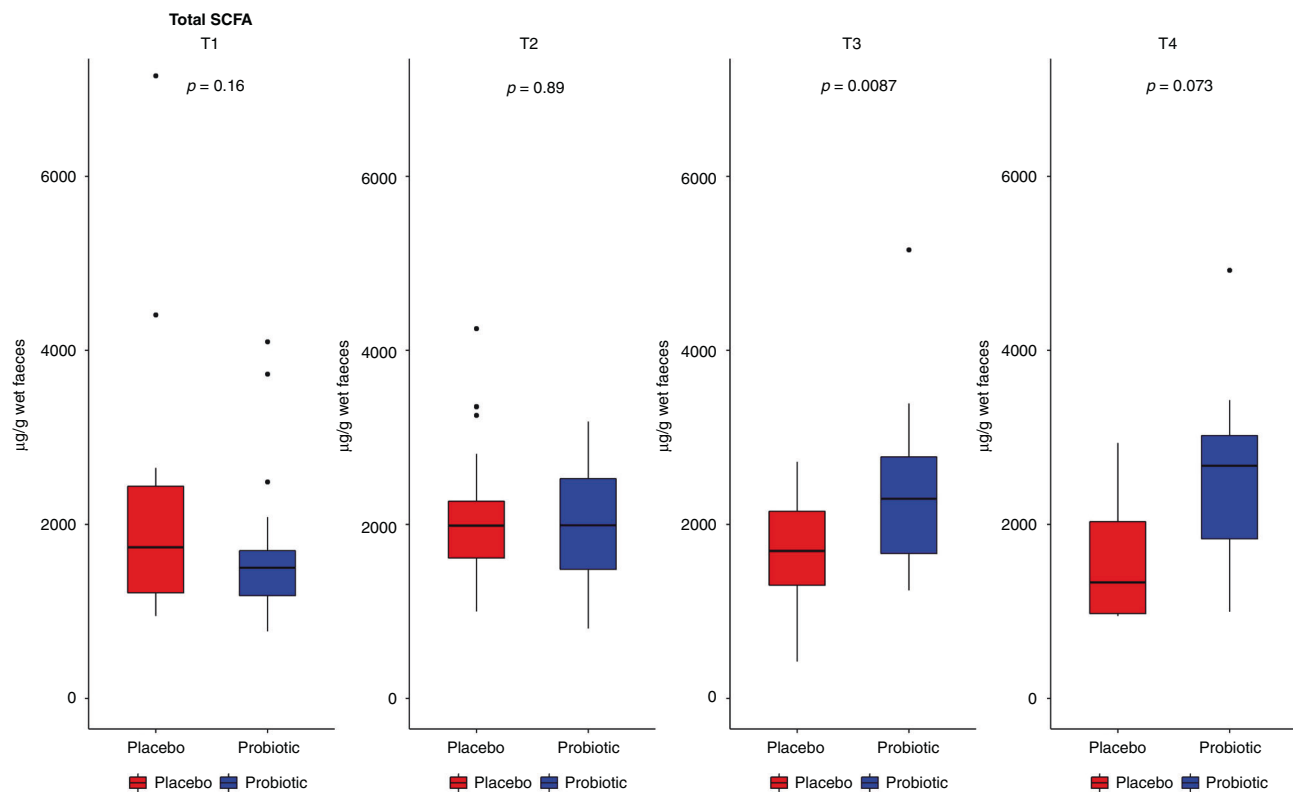 Total SCFA
T1
p = 0.16
6000
4000
2000
0
µg/g wet faeces
Placebo
Probiotic
Placebo Probiotic
T2
p = 0.89
6000
4000
2000
0
µg/g wet faeces
Placebo
Probiotic
Placebo Probiotic
T3
p = 0.0087
6000
4000
2000
0
µg/g wet faeces
Placebo
Probiotic
Placebo Probiotic
T4
p = 0.073
6000
4000
2000
0
µg/g wet faeces
Placebo
Probiotic
Placebo Probiotic